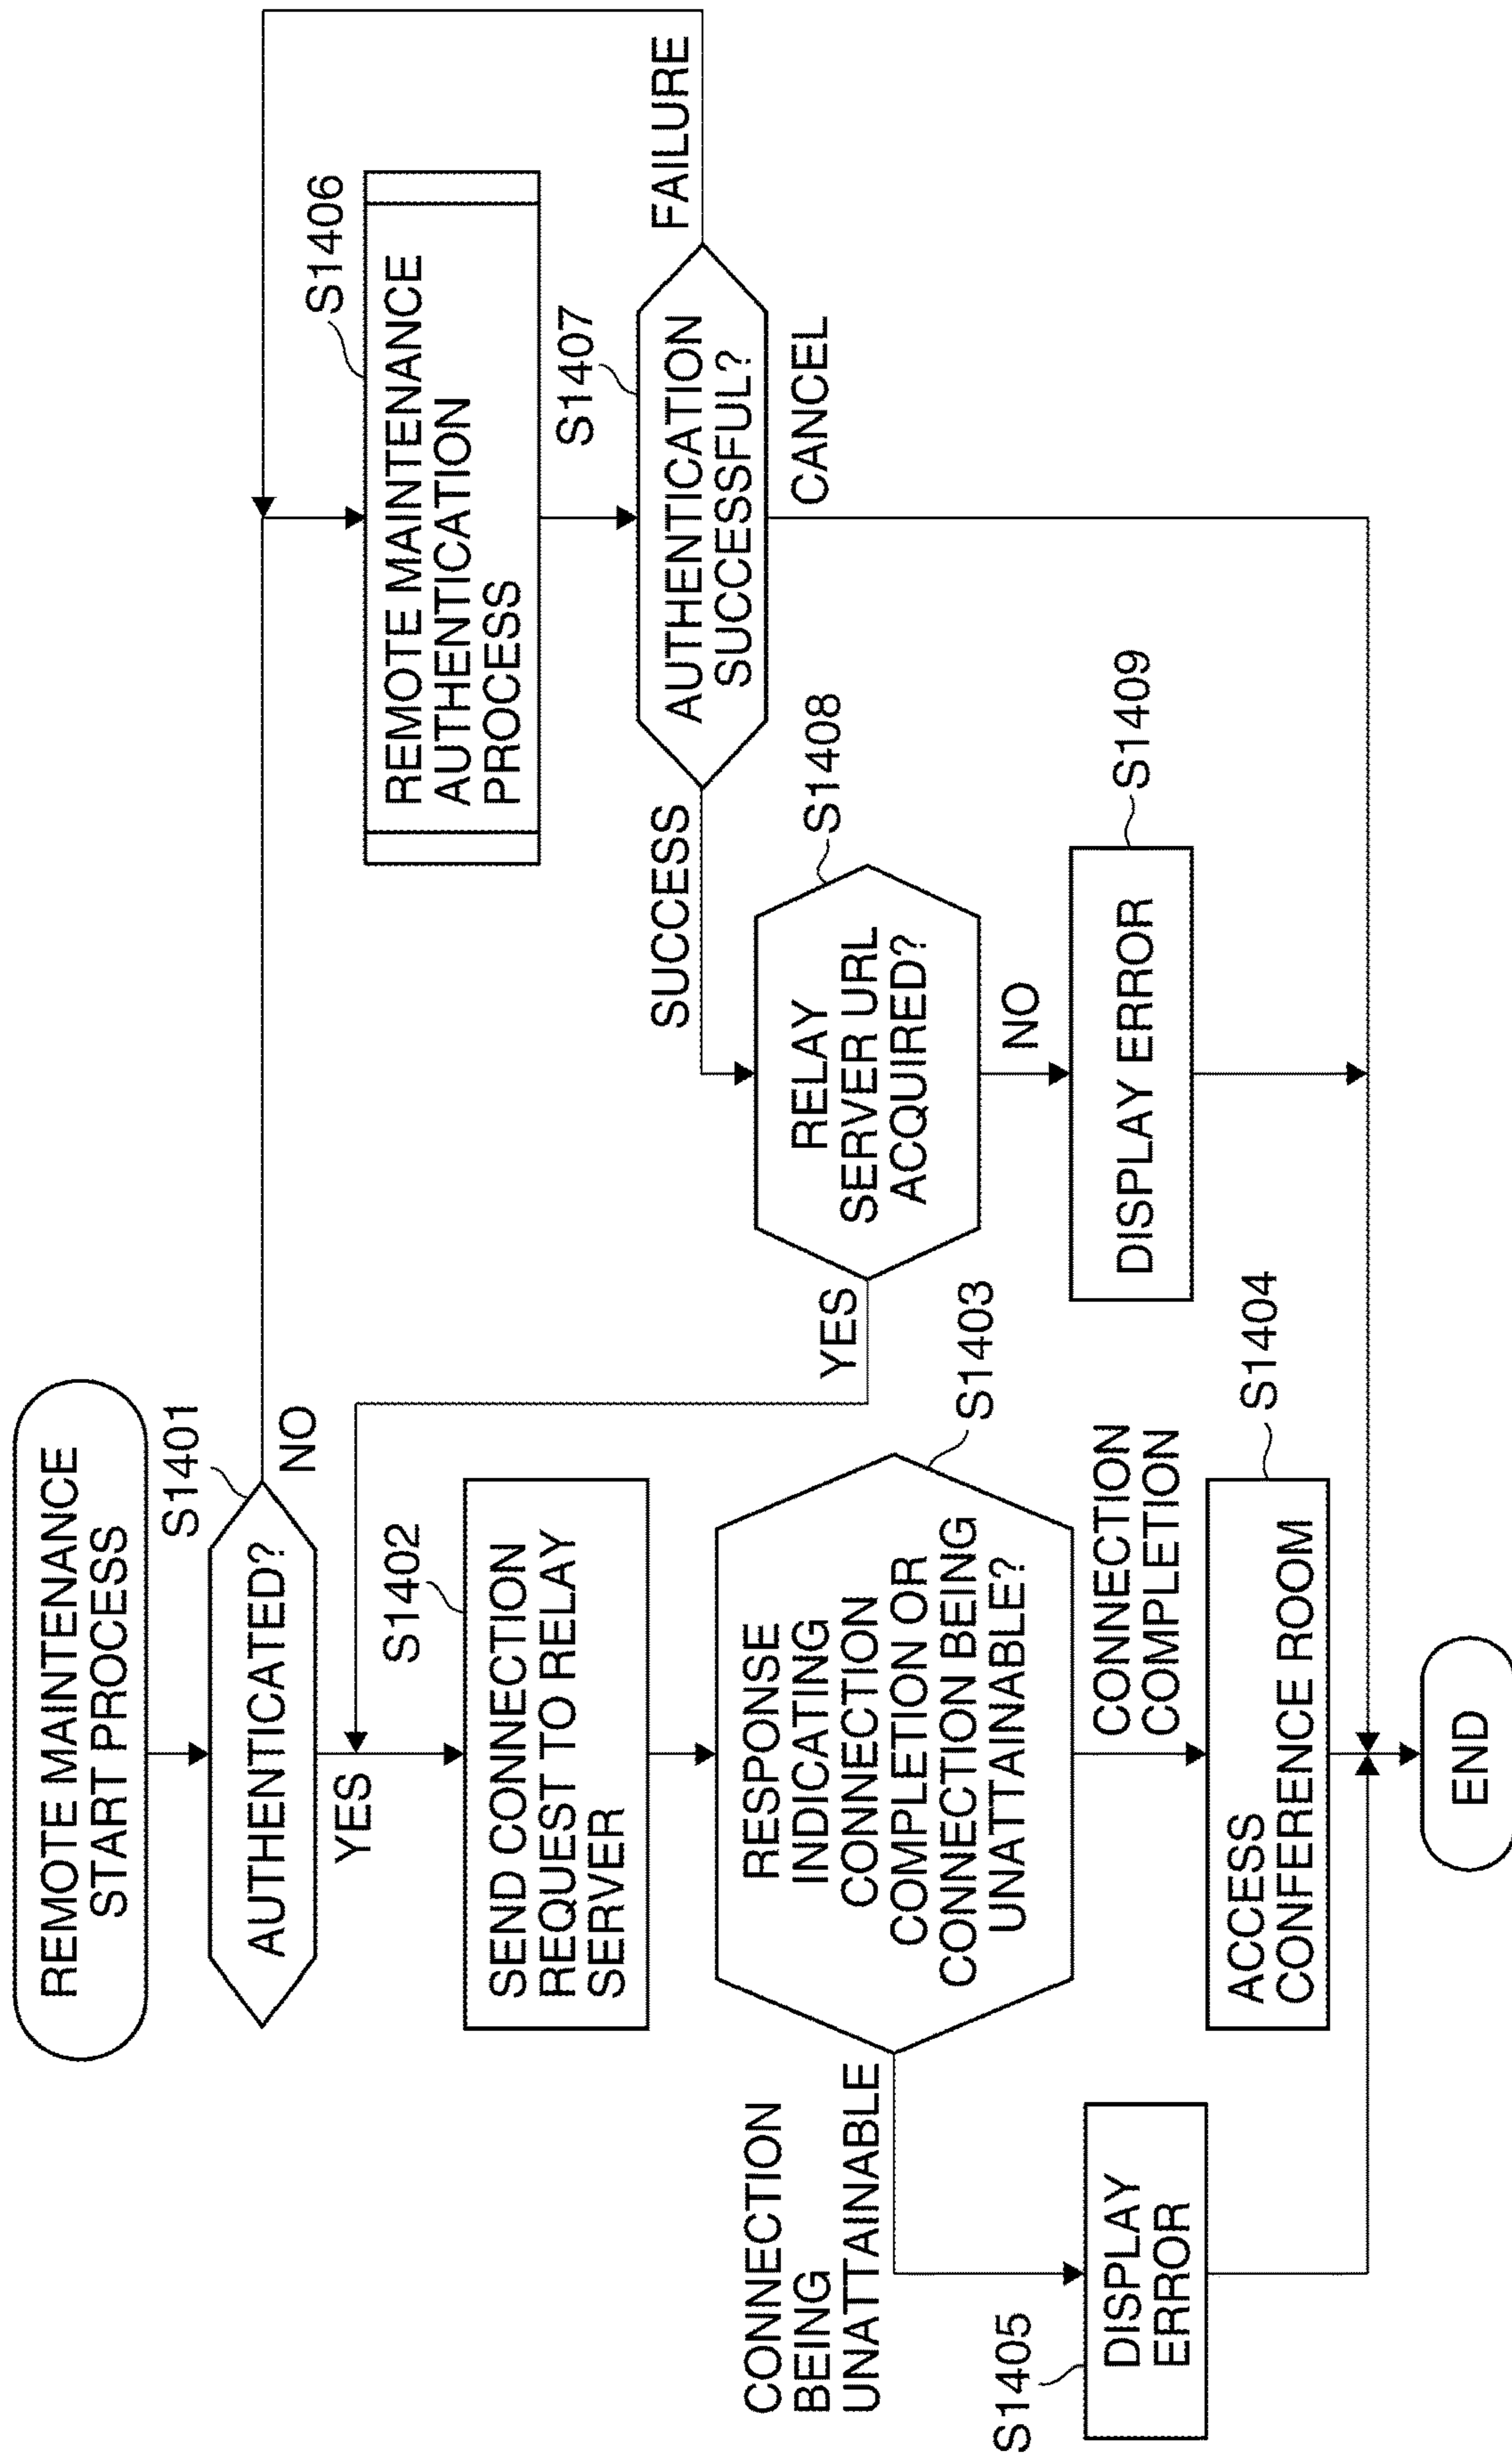 REMOTE MAINTENANCE
START PROCESS
S1401
AUTHENTICATED?
NO
YES
S1402
SEND CONNECTION
REQUEST TO RELAY
SERVER
S1403
RESPONSE
INDICATING
CONNECTION
COMPLETION OR
CONNECTION BEING
UNATTAINABLE?
CONNECTION
BEING
UNATTAINABLE
CONNECTION
COMPLETION
S1405
DISPLAY
ERROR
S1404
ACCESS
CONFERENCE ROOM
END
S1406
REMOTE MAINTENANCE
AUTHENTICATION
PROCESS
S1407
AUTHENTICATION
SUCCESSFUL?
FAILURE
CANCEL
SUCCESS
S1408
RELAY
SERVER URL
ACQUIRED?
YES
NO
S1409
DISPLAY ERROR